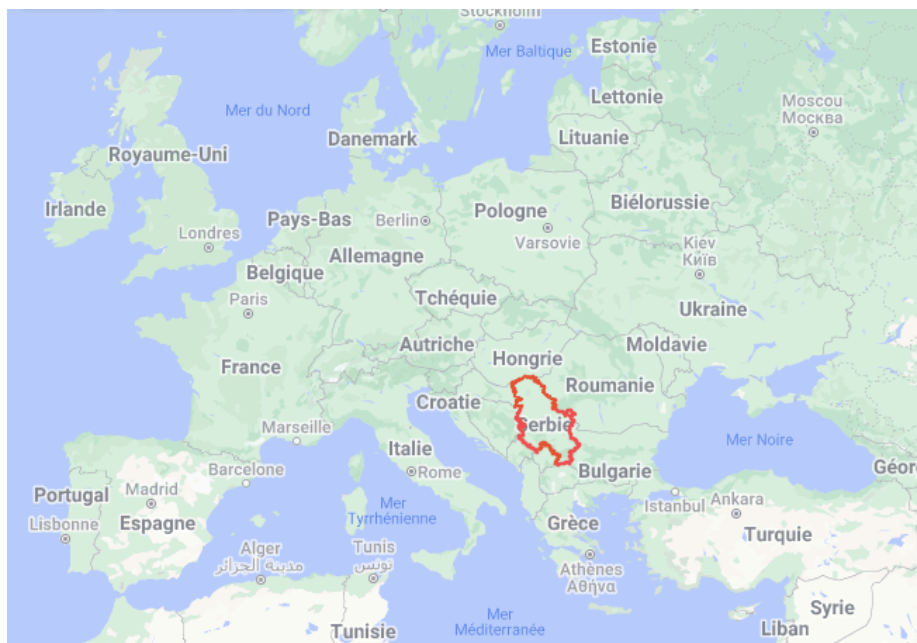 Stockholm
Estonie
Mer Baltique
Lettonie
Moscou
Москва
Mer du Nord
Danemark
Lituanie
Royaume-Uni
Irlande
Biélorussie
Pays-Bas
Berlin
Pologne
Londres
Varsovie
Kiev
Київ
Allemagne
Belgique
Paris
Tchéquie
Ukraine
Autriche
Moldavie
Hongrie
France
Roumanie
Croatie
Serbie
Marseille
Mer Noire
Italie
Rome
Bulgarie
Géor
Barcelone
Madrid
Portugal
Espagne
Lisbonne
Mer
Tyrrhénienne
Istanbul
Ankara
Grèce
Turquie
Alger
مدينة الجزائر
Tunis
تونس
Athènes
Αθήνα
Syrie
Mer
Méditerranée
Liban
Tunisie